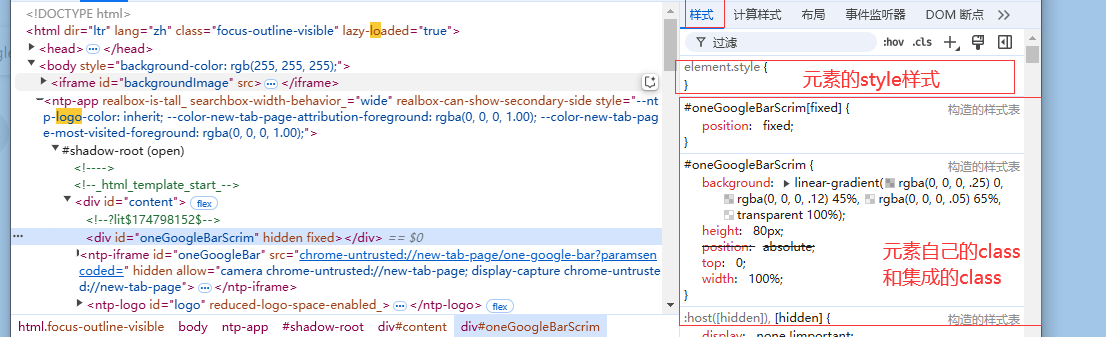 <!DOCTYPE html>
<html dir="ltr" lang="zh" class="focus-outline-visible" lazy-loaded="true">
<head> </head>
<body style="background-color: rgb(255, 255, 255);">
<iframe id="backgroundImage" src> </iframe>
<ntp-app realbox-is-tall_ searchbox-width-behavior_="wide" realbox-can-show-secondary-side style="--nt
p-logo-color: inherit; --color-new-tab-page-attribution-foreground: rgba(0, 0, 0, 1.00); --color-new-tab-pa
ge-most-visited-foreground: rgba(0, 0, 0, 1.00);">
#shadow-root (open)
<!---->
<!--_html_template_start_-->
<div id="content"> flex
<!--?lit$174798152$-->
... <div id="oneGoogleBarScrim" hidden fixed></div> == $0
<ntp-iframe id="oneGoogleBar" src="chrome-untrusted://new-tab-page/one-google-bar?paramsen
coded=" hidden allow="camera chrome-untrusted://new-tab-page; display-capture chrome-untrus
ted://new-tab-page"> </ntp-iframe>
<ntp-logo id="logo" reduced-logo-space-enabled_> </ntp-logo> flex
html.focus-outline-visible body ntp-app #shadow-root div#content div#oneGoogleBarScrim
样式 计算样式 布局 事件监听器 DOM 断点
过滤 :hov .cls
element.style {
}
元素的style样式
#oneGoogleBarScrim[fixed] { 构造的样式表
position: fixed;
}
#oneGoogleBarScrim { 构造的样式表
background: linear-gradient( rgba(0, 0, 0, .25) 0,
rgba(0, 0, 0, .12) 45%, rgba(0, 0, 0, .05) 65%,
transparent 100%);
height: 80px;
position: absolute;
top: 0;
width: 100%;
}
元素自己的class
和集成的class
:host([hidden]), [hidden] { 构造的样式表
display: none !important;